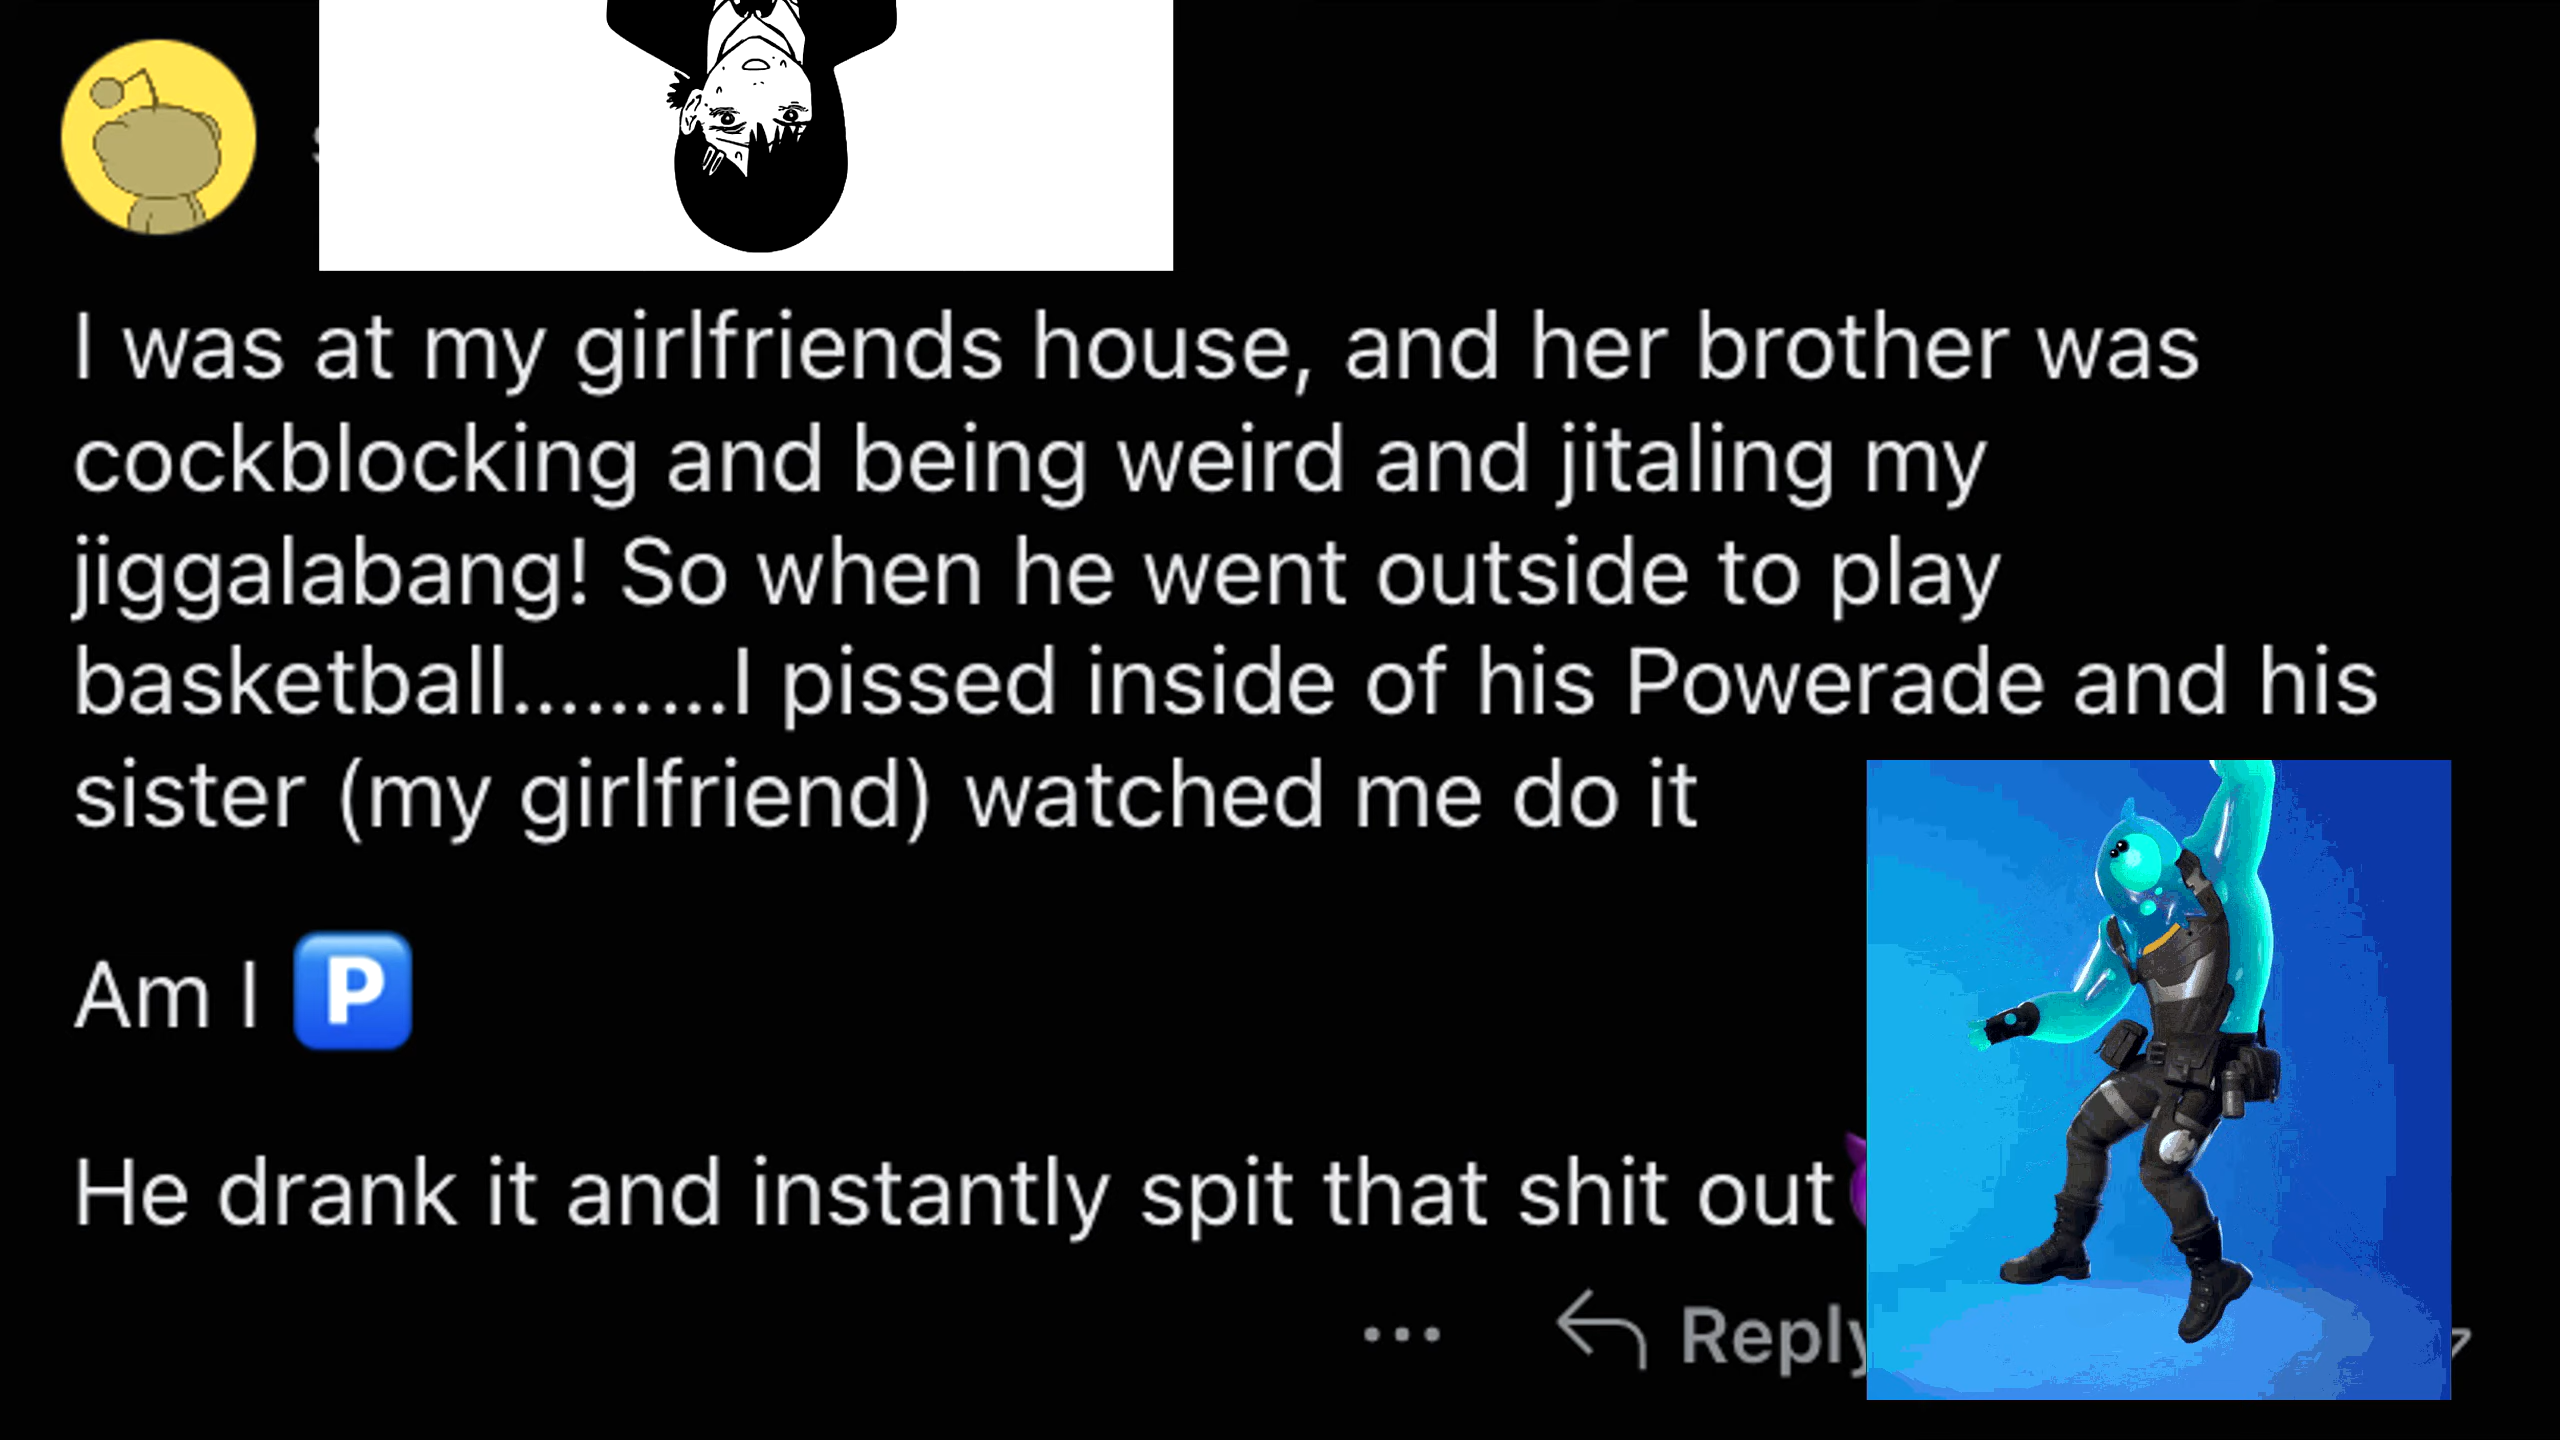 I was at my girlfriends house, and her brother was
cockblocking and being weird and jitaling my
jiggalabang! So when he went outside to play
basketball.........I pissed inside of his Powerade and his
sister (my girlfriend) watched me do it
Am I 🅿️
He drank it and instantly spit that shit out
... Reply